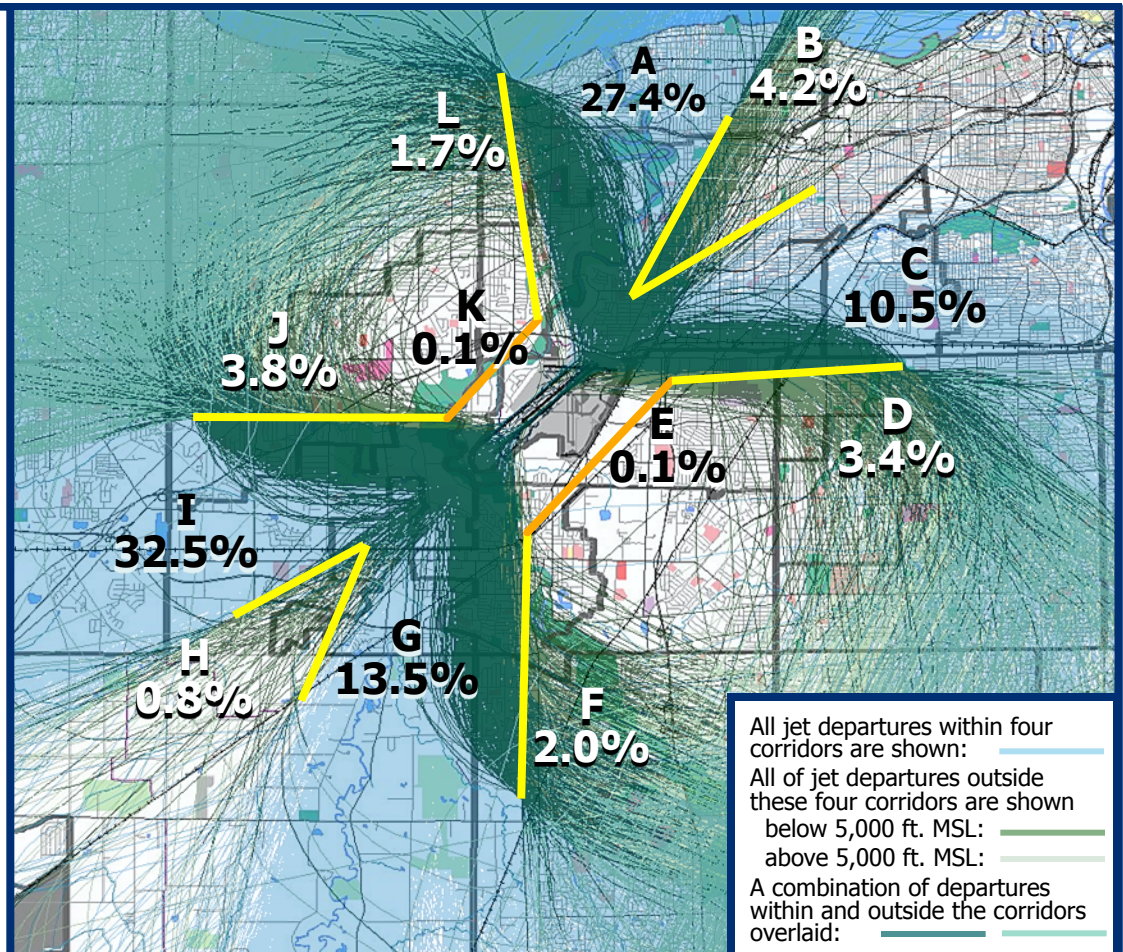 A
27.4%
B
4.2%
L
1.7%
C
10.5%
K
0.1%
J
3.8%
E
0.1%
D
3.4%
I
32.5%
H
0.8%
G
13.5%
F
2.0%
All jet departures within four
corridors are shown:
All of jet departures outside
these four corridors are shown
below 5,000 ft. MSL:
above 5,000 ft. MSL:
A combination of departures
within and outside the corridors
overlaid: